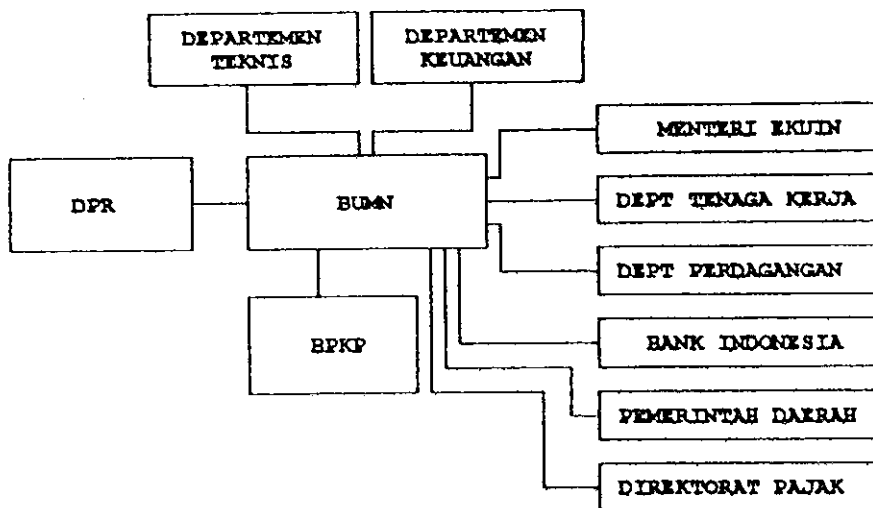 DEPARTEMEN
TEKNIS
DEPARTEMEN
KEUANGAN
MENTERI EKUIN
DPR
BUMN
DEPT TENAGA KERJA
DEPT PERDAGANGAN
BPKP
BANK INDONESIA
PEMERINTAH DAERAH
DIREKTORAT PAJAK